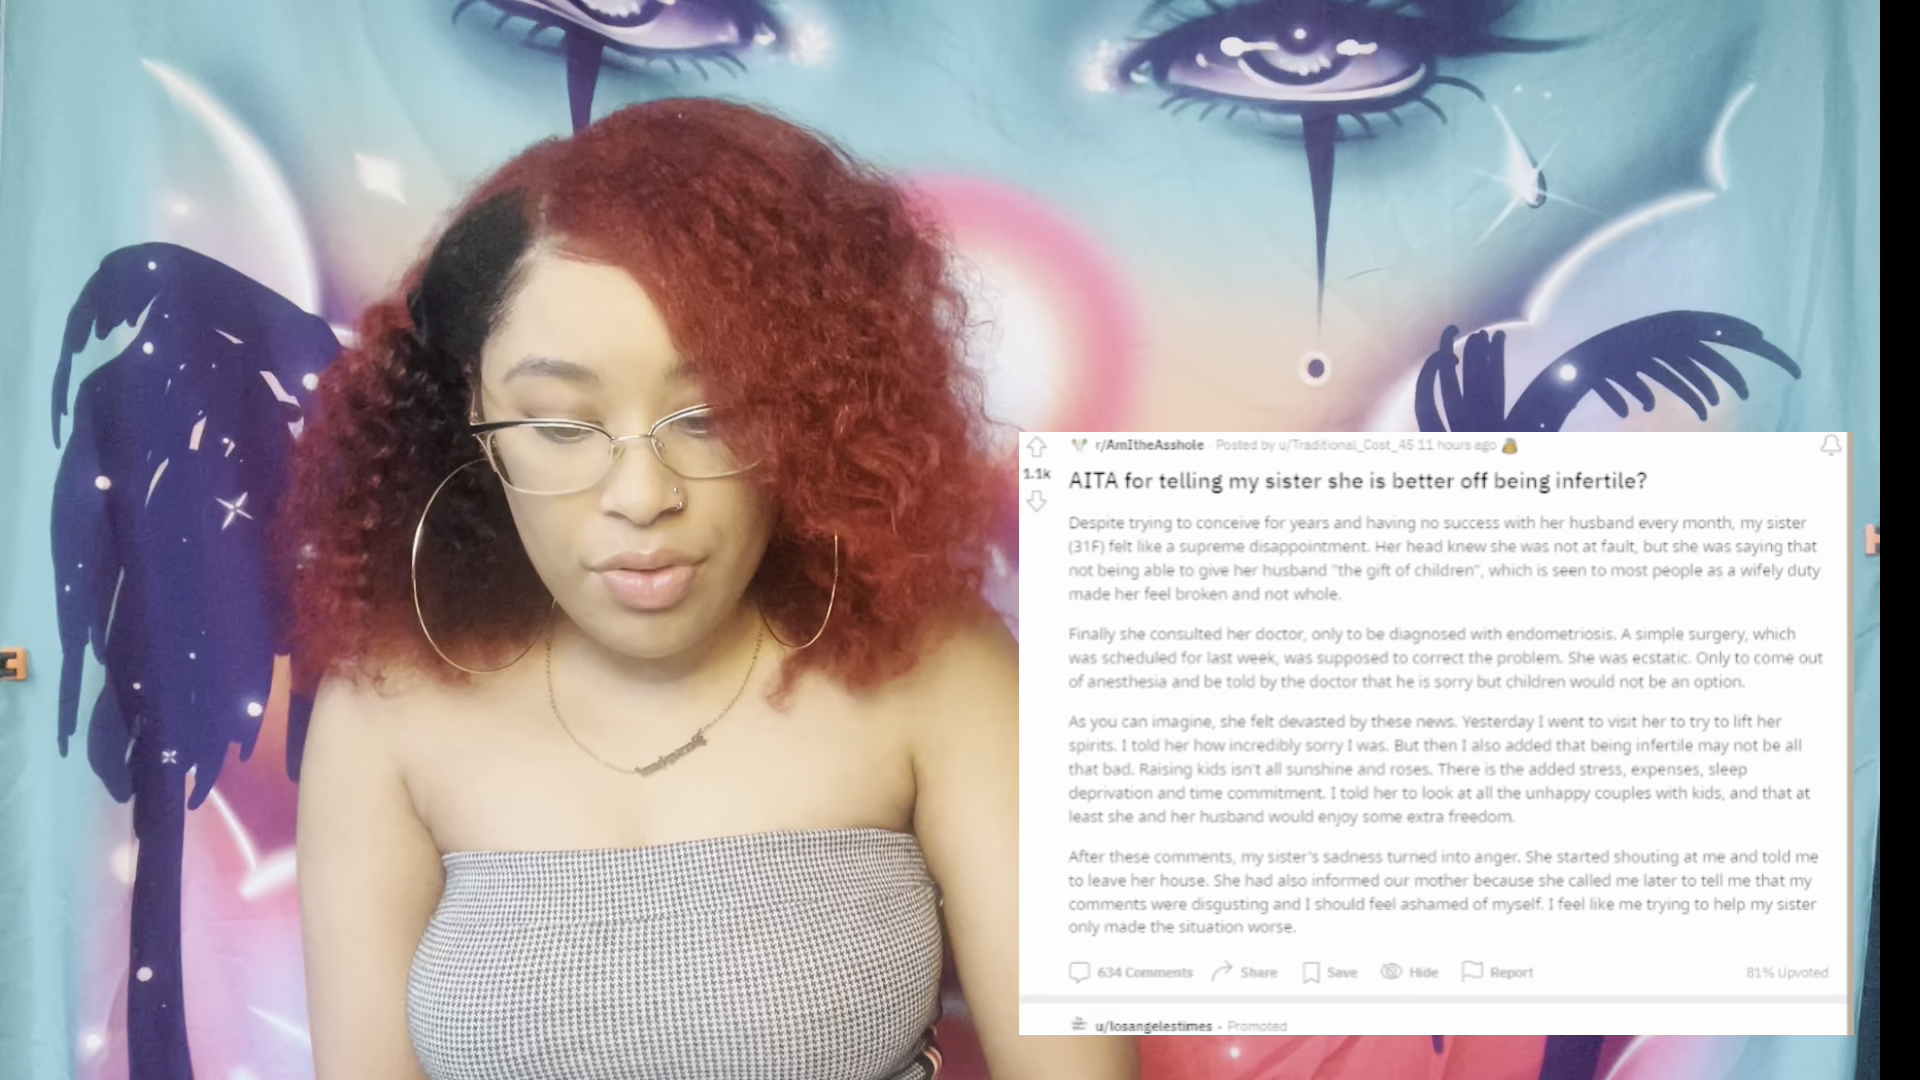 r/AmItheAsshole · Posted by u/Traditional_Cost_45 11 hours ago
1.1k
AITA for telling my sister she is better off being infertile?
Despite trying to conceive for years and having no success with her husband every month, my sister
(31F) felt like a supreme disappointment. Her head knew she was not at fault, but she was saying that
not being able to give her husband "the gift of children", which is seen to most people as a wifely duty
made her feel broken and not whole.
Finally she consulted her doctor, only to be diagnosed with endometriosis. A simple surgery, which
was scheduled for last week, was supposed to correct the problem. She was ecstatic. Only to come out
of anesthesia and be told by the doctor that he is sorry but children would not be an option.
As you can imagine, she felt devasted by these news. Yesterday I went to visit her to try to lift her
spirits. I told her how incredibly sorry I was. But then I also added that being infertile may not be all
that bad. Raising kids isn't all sunshine and roses. There is the added stress, expenses, sleep
deprivation and time commitment. I told her to look at all the unhappy couples with kids, and that at
least she and her husband would enjoy some extra freedom.
After these comments, my sister's sadness turned into anger. She started shouting at me and told me
to leave her house. She had also informed our mother because she called me later to tell me that my
comments were disgusting and I should feel ashamed of myself. I feel like me trying to help my sister
only made the situation worse.
634 Comments Share Save Hide Report 81% Upvoted
u/losangelestimes · Promoted